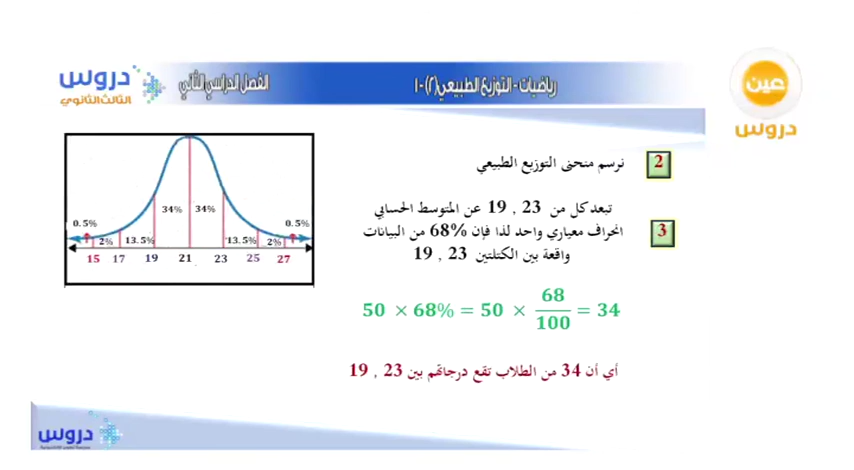 عين
دروس
رياضيات - التوزيع الطبيعي(٢)-١
الفصل الدراسي الثاني
دروس
الثالث الثانوي
2
نرسم منحنى التوزيع الطبيعي
3
تبعد كل من 23 , 19 عن المتوسط الحسابي
انحراف معياري واحد لذا فإن %68 من البيانات
واقعة بين الكتلتين 23 , 19
50 × 68% = 50 × 68/100 = 34
أي أن 34 من الطلاب تقع درجاتهم بين 23 , 19
34% 34%
0.5% 0.5%
2% 13.5% 13.5% 2%
15 17 19 21 23 25 27
دروس